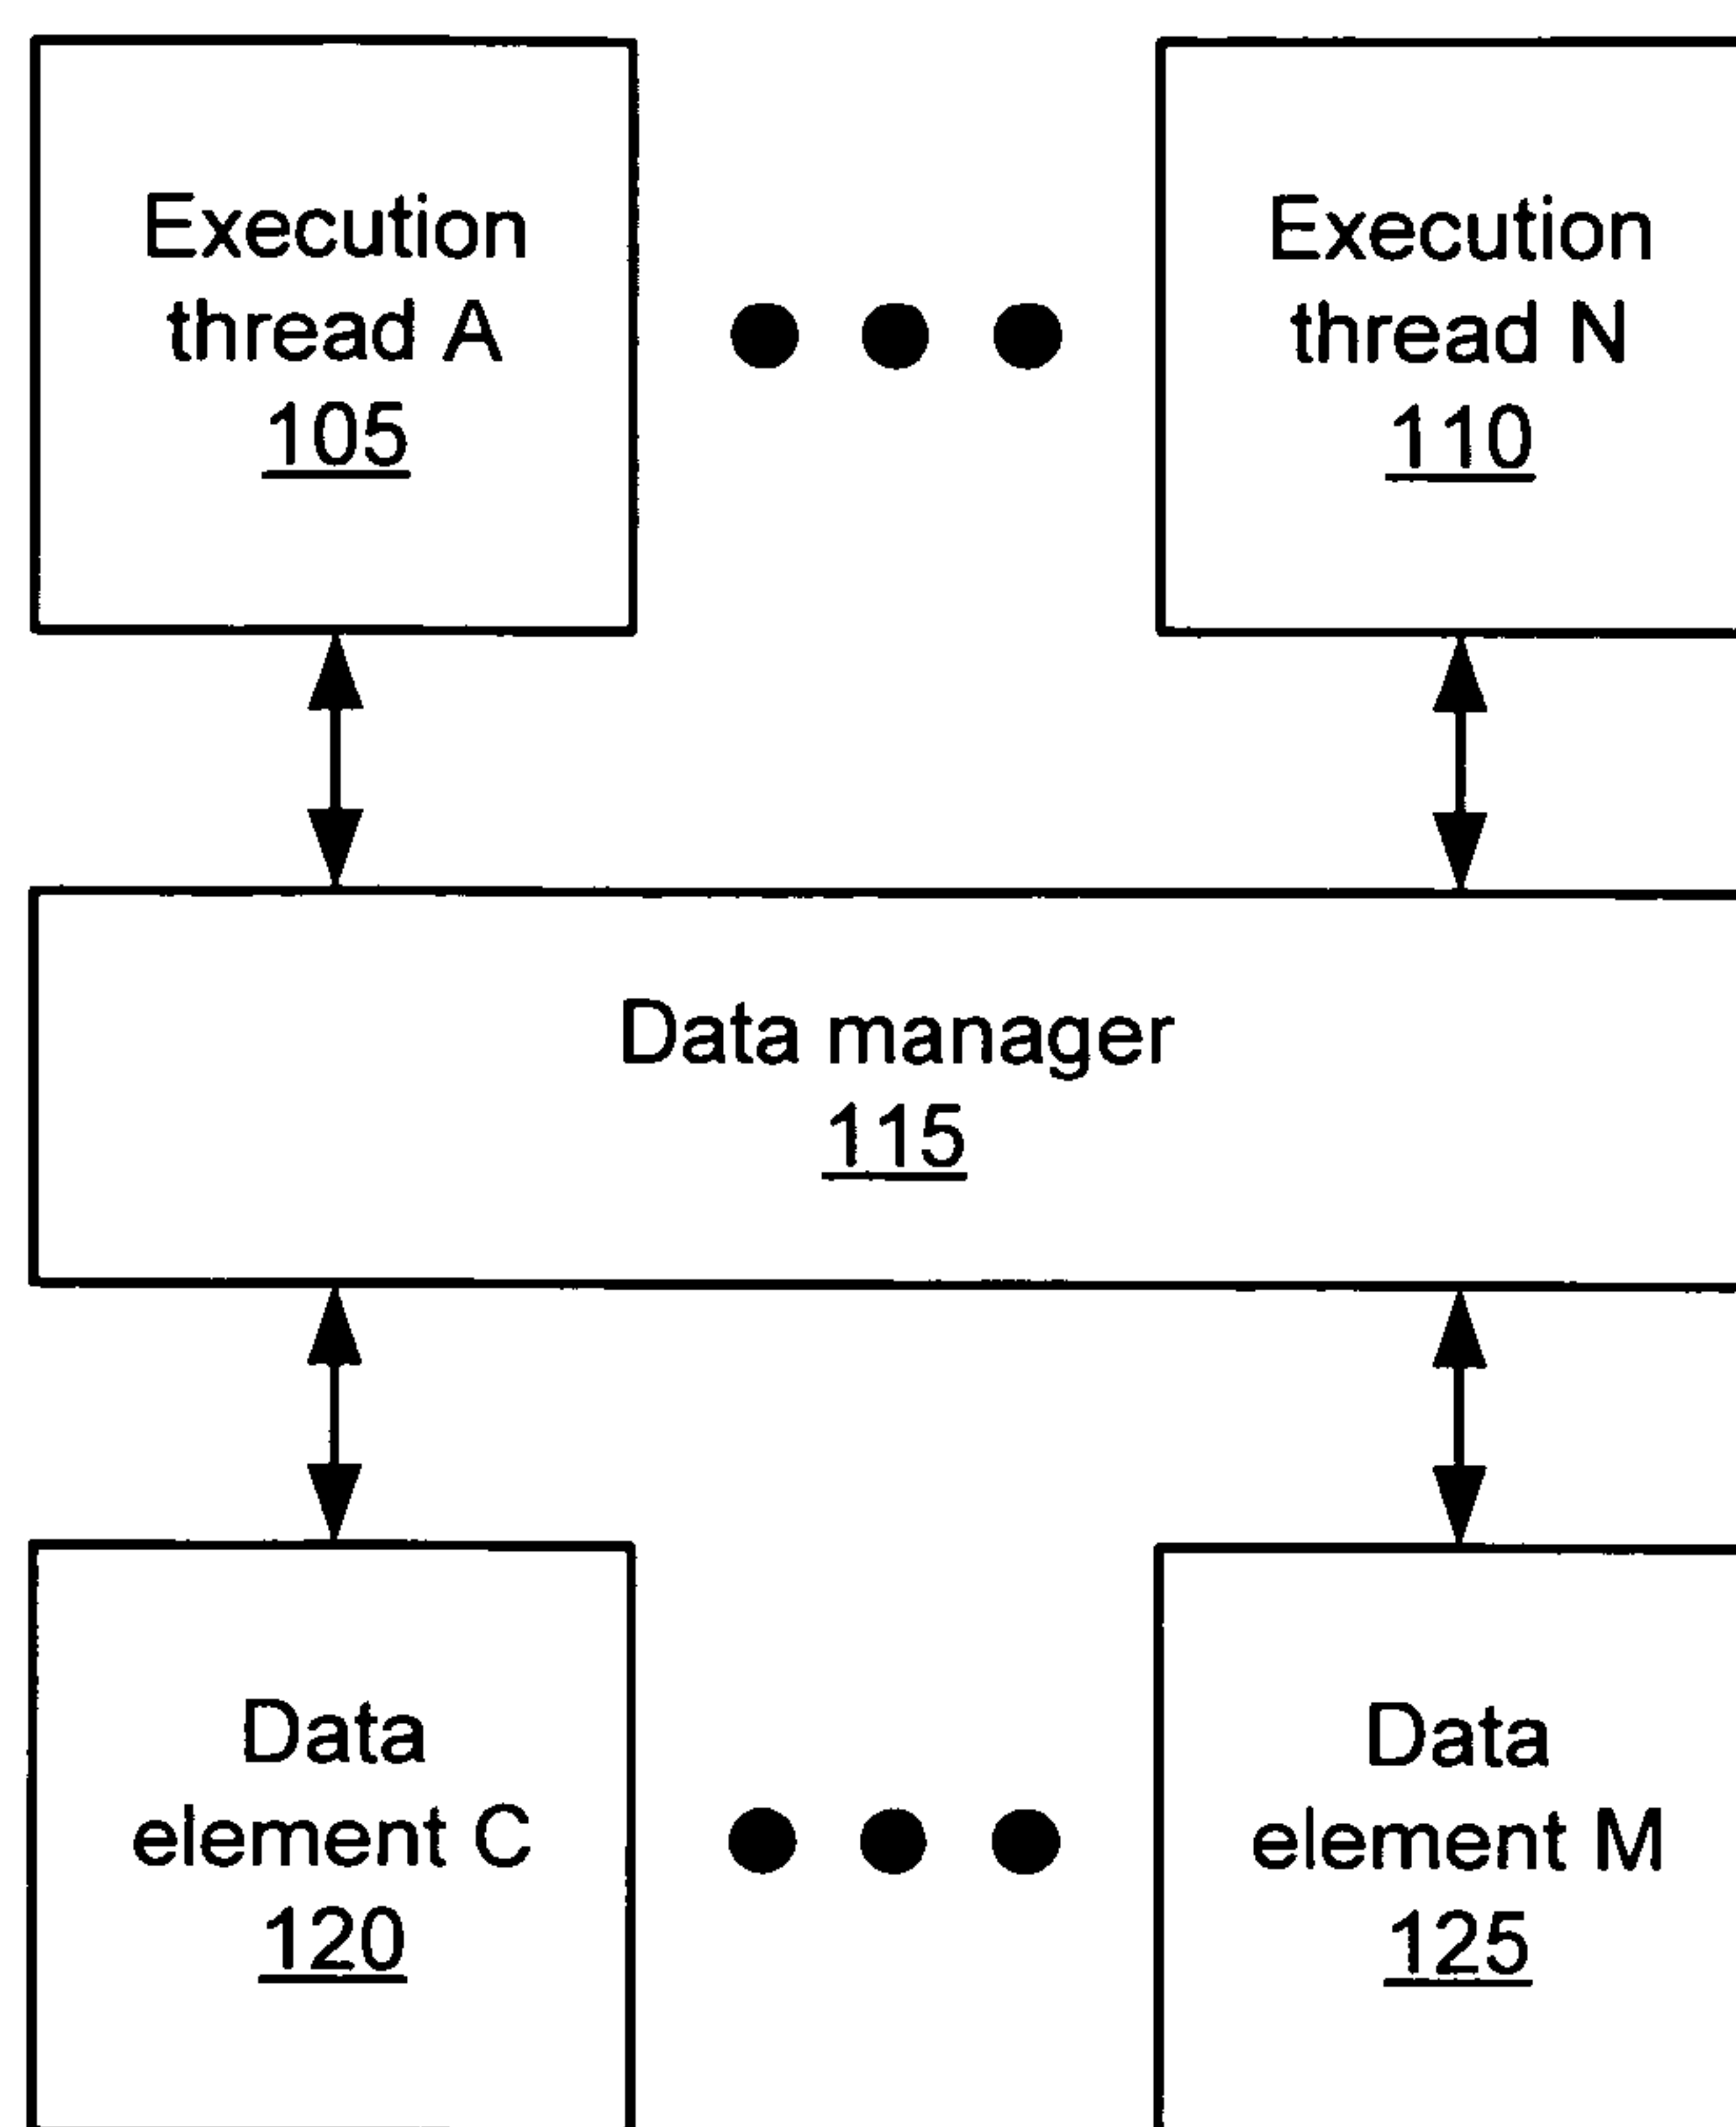 Execution
thread A
105
Execution
thread N
110
Data manager
115
Data
element C
120
Data
element M
125